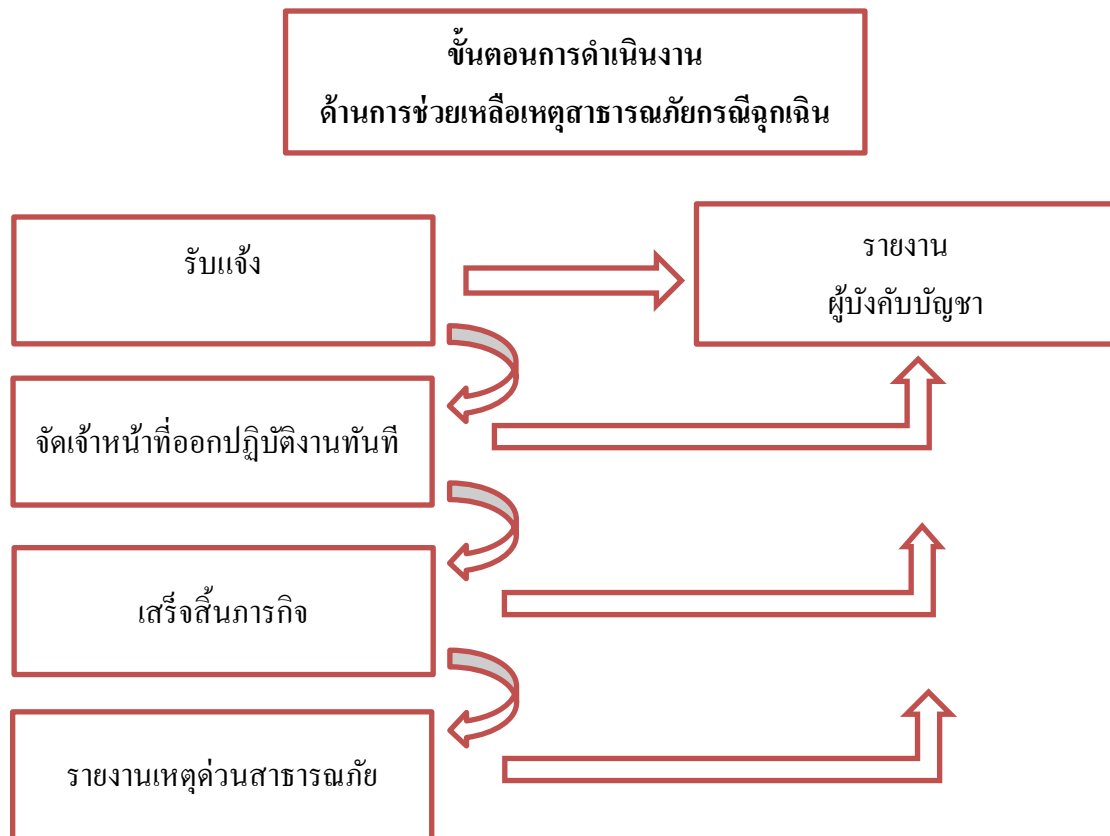 ขั้นตอนการดำเนินงาน
ด้านการช่วยเหลือเหตุสาธารณภัยกรณีฉุกเฉิน
รับแจ้ง
รายงาน
ผู้บังคับบัญชา
จัดเจ้าหน้าที่ออกปฏิบัติงานทันที
เสร็จสิ้นภารกิจ
รายงานเหตุด่วนสาธารณภัย